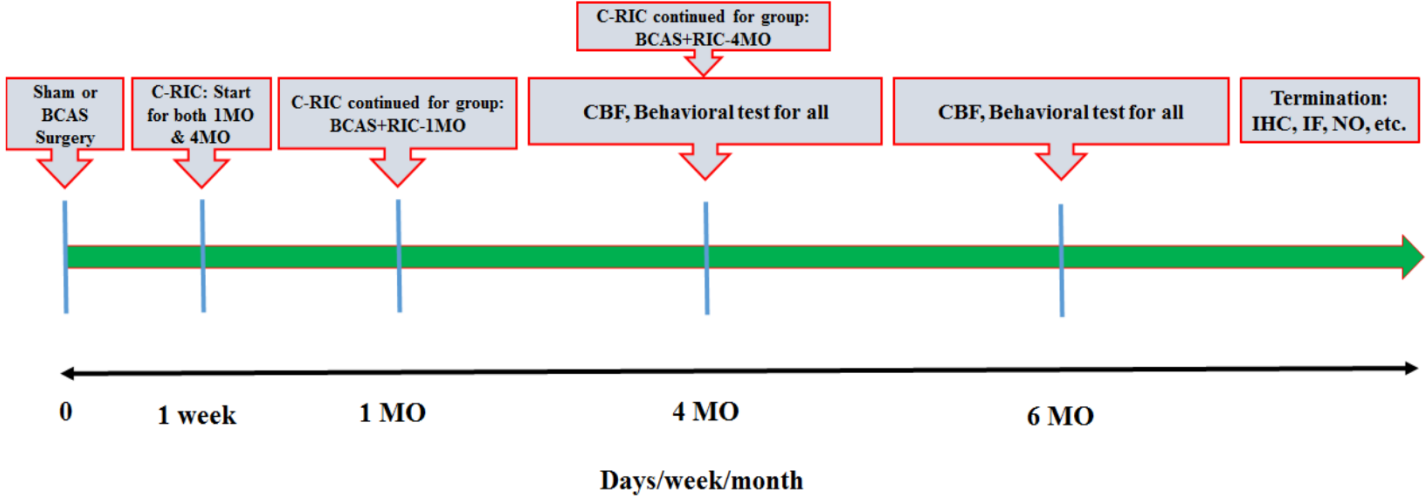 C-RIC continued for group:
BCAS+RIC-4MO
Sham or
BCAS
Surgery
C-RIC: Start
for both 1MO
& 4MO
C-RIC continued for group:
BCAS+RIC-1MO
CBF, Behavioral test for all
CBF, Behavioral test for all
Termination:
IHC, IF, NO, etc.
0
1 week
1 MO
4 MO
6 MO
Days/week/month